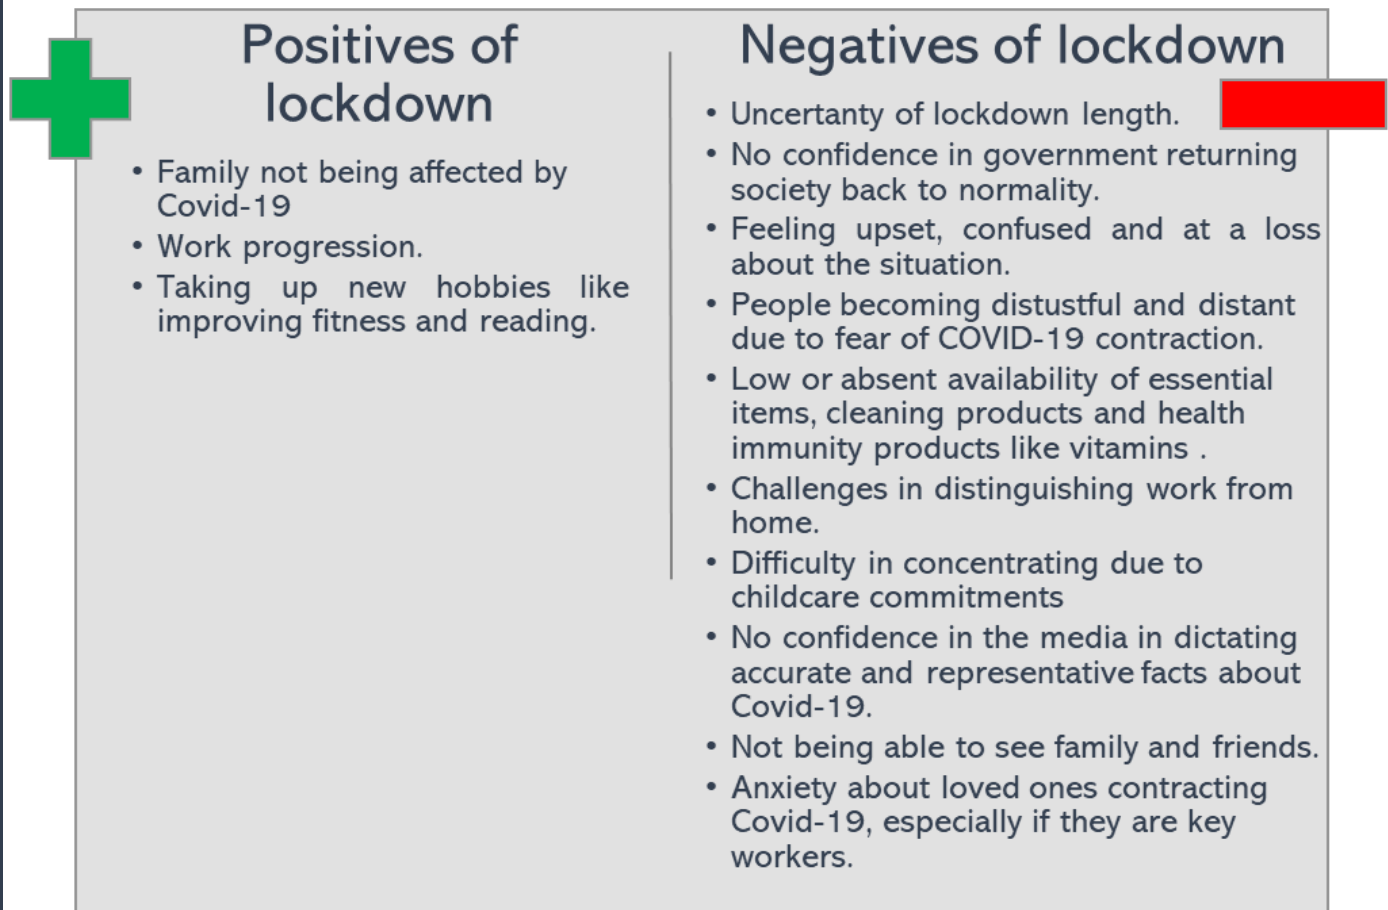 Positives of
lockdown
• Family not being affected by
Covid-19
• Work progression.
• Taking up new hobbies like
improving fitness and reading.
Negatives of lockdown
• Uncertanty of lockdown length.
• No confidence in government returning
society back to normality.
• Feeling upset, confused and at a loss
about the situation.
• People becoming distustful and distant
due to fear of COVID-19 contraction.
• Low or absent availability of essential
items, cleaning products and health
immunity products like vitamins .
• Challenges in distinguishing work from
home.
• Difficulty in concentrating due to
childcare commitments
• No confidence in the media in dictating
accurate and representative facts about
Covid-19.
• Not being able to see family and friends.
• Anxiety about loved ones contracting
Covid-19, especially if they are key
workers.